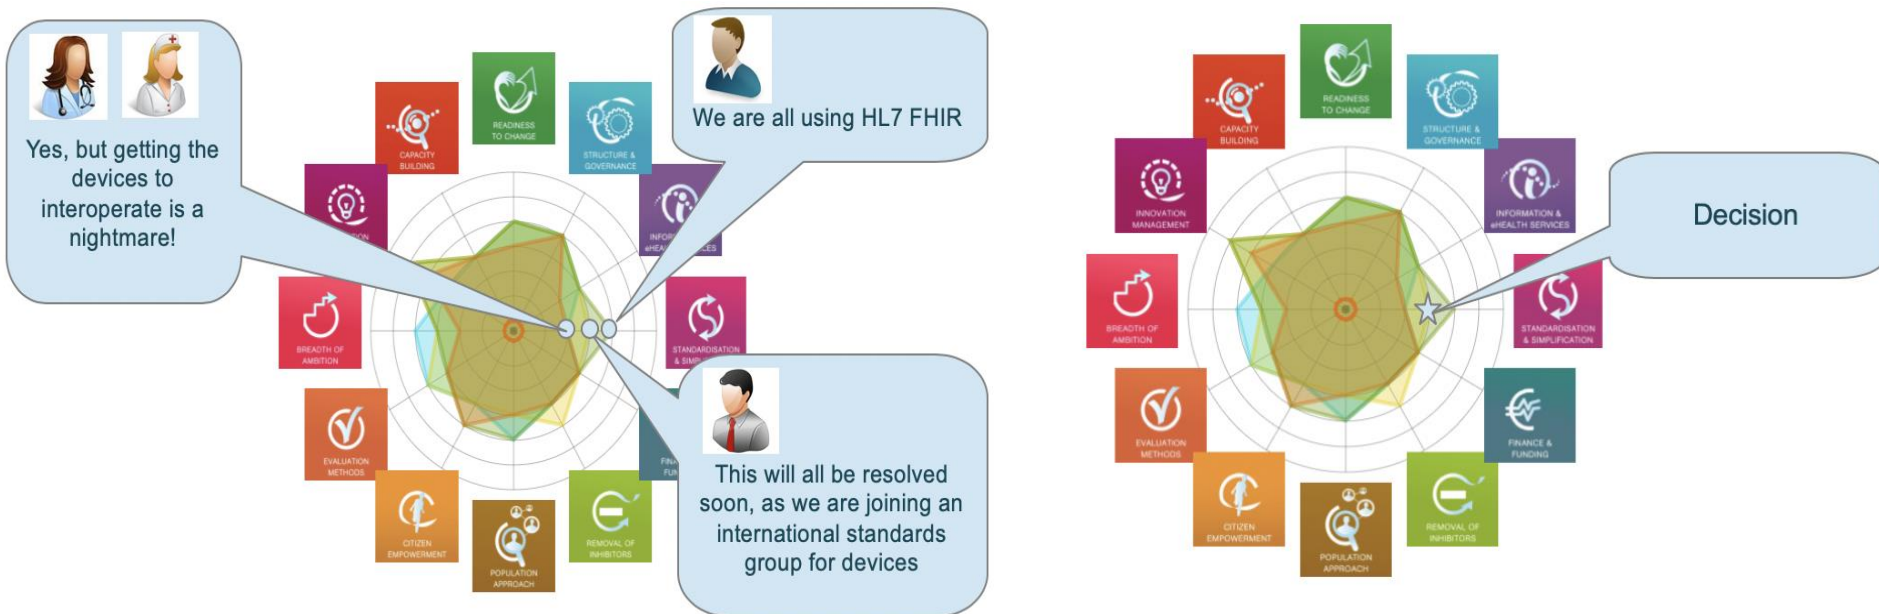 Yes, but getting the
devices to
interoperate is a
nightmare!
We are all using HL7 FHIR
This will all be resolved
soon, as we are joining an
international standards
group for devices
READINESS
TO CHANGE
STRUCTURE &
GOVERNANCE
STANDARDISATION
CAPACITY
BUILDING
BREADTH OF
AMBITION
EVALUATION
METHODS
CITIZEN
EMPOWERMENT
POPULATION
APPROACH
REMOVAL OF
INHIBITORS
Decision
READINESS
TO CHANGE
STRUCTURE &
GOVERNANCE
INFORMATION &
eHEALTH SERVICES
STANDARDISATION
& SIMPLIFICATION
FINANCE &
FUNDING
REMOVAL OF
INHIBITORS
POPULATION
APPROACH
CITIZEN
EMPOWERMENT
EVALUATION
METHODS
BREADTH OF
AMBITION
INNOVATION
MANAGEMENT
CAPACITY
BUILDING